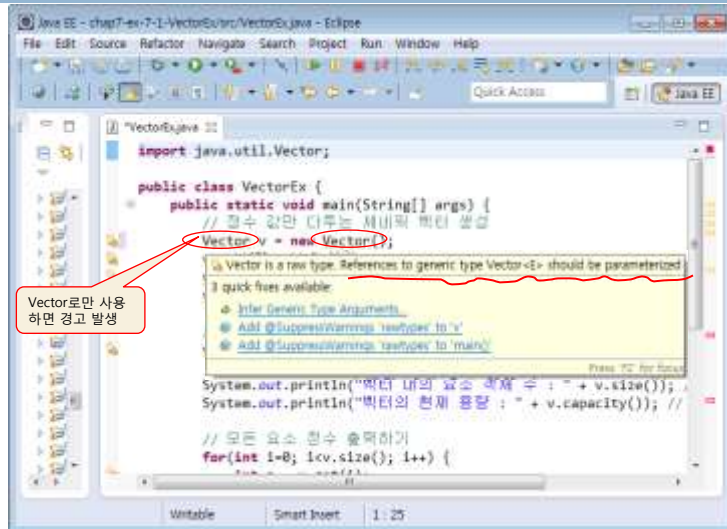 Java EE - chap7-ex-7-1-VectorEx/src/VectorEx.java - Eclipse
File Edit Source Refactor Navigate Search Project Run Window Help
Quick Access
Java EE
*VectorEx.java
import java.util.Vector;
public class VectorEx {
public static void main(String[] args) {
// 정수 값만 다루는 제네릭 벡터 생성
Vector v = new Vector();
Vector is a raw type. References to generic type Vector<E> should be parameterized
3 quick fixes available:
Infer Generic Type Arguments...
Add @SuppressWarnings 'rawtypes' to 'v'
Add @SuppressWarnings 'rawtypes' to 'main()'
Press 'F2' for focus
Vector로만 사용
하면 경고 발생
System.out.println("벡터 내의 요소 객체 수 : " + v.size());
System.out.println("벡터의 현재 용량 : " + v.capacity()); //
// 모든 요소 정수 출력하기
for(int i=0; i<v.size(); i++) {
Writable
Smart Insert
1 : 25